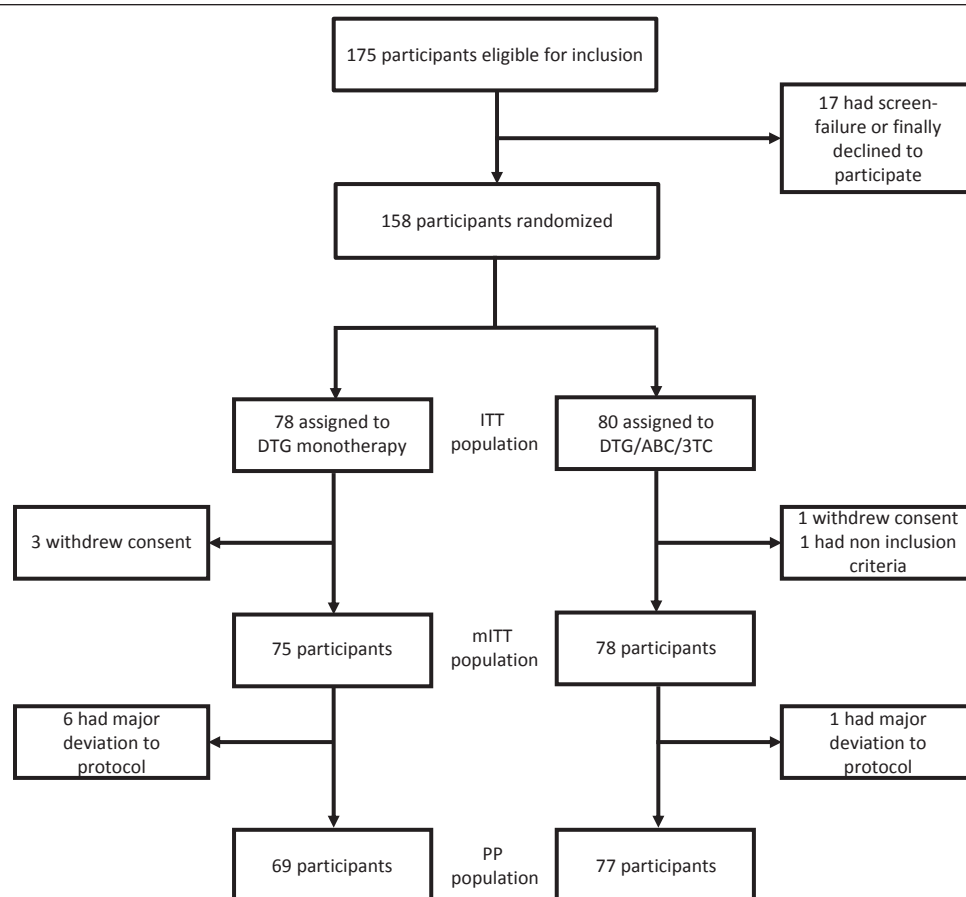 175 participants eligible for inclusion
17 had screen-
failure or finally
declined to
participate
158 participants randomized
78 assigned to
DTG monotherapy
ITT
population
80 assigned to
DTG/ABC/3TC
3 withdrew consent
1 withdrew consent
1 had non inclusion
criteria
75 participants
mITT
population
78 participants
6 had major
deviation to
protocol
1 had major
deviation to
protocol
69 participants
PP
population
77 participants